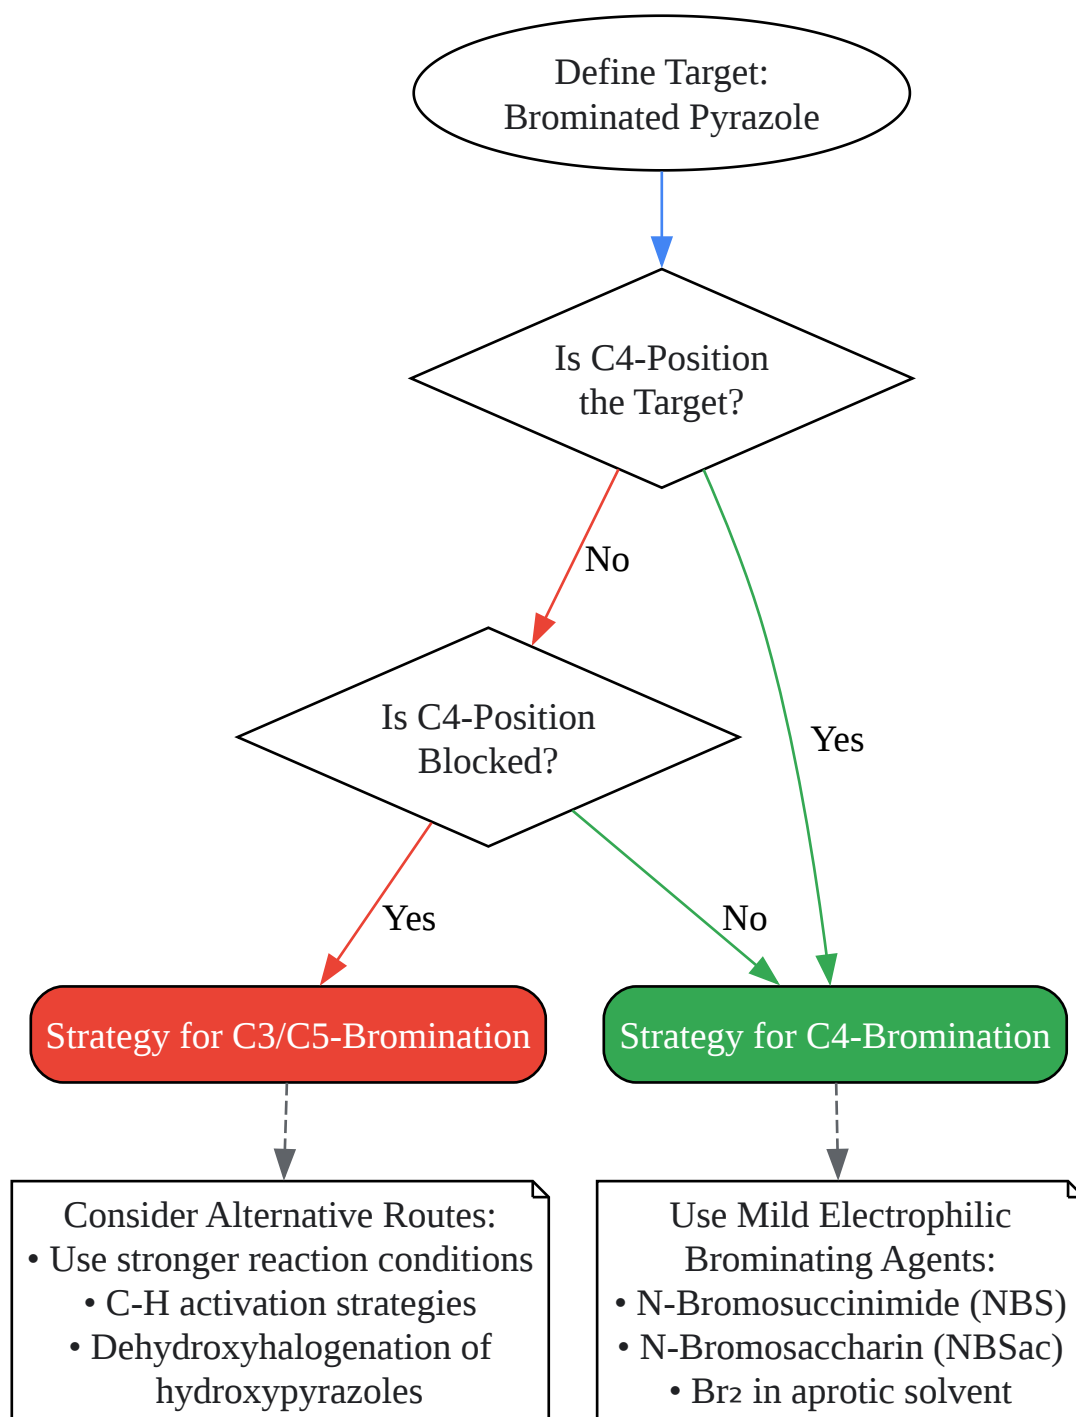 Define Target:
Brominated Pyrazole
Is C4-Position
the Target?
No
Is C4-Position
Blocked?
Yes
Yes
No
Strategy for C3/C5-Bromination
Strategy for C4-Bromination
Consider Alternative Routes:
• Use stronger reaction conditions
• C-H activation strategies
• Dehydroxyhalogenation of
hydroxypyrazoles
Use Mild Electrophilic
Brominating Agents:
• N-Bromosuccinimide (NBS)
• N-Bromosaccharin (NBSac)
• Br₂ in aprotic solvent